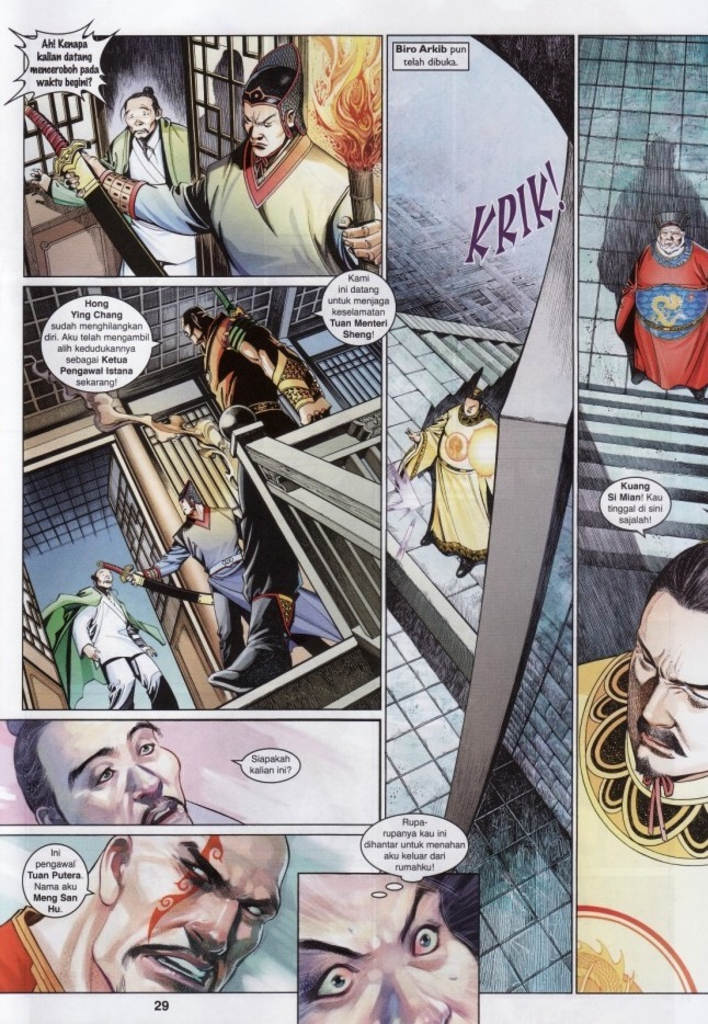 Ah! Kenapa
kalian datang
menceroboh pada
waktu begini?
Hong
Ying Chang
sudah menghilangkan
diri. Aku telah mengambil
alih kedudukannya
sebagai Ketua
Pengawal Istana
sekarang!
Kami
ini datang
untuk menjaga
keselamatan
Tuan Menteri
Sheng!
Siapakah
kalian ini?
Ini
pengawal
Tuan Putera.
Nama aku
Meng San
Hu.
Rupa-
rupanya kau ini
dihantar untuk menahan
aku keluar dari
rumahku!
Biro Arkib pun
telah dibuka.
KRIK!
Kuang
Si Mian! Kau
tinggal di sini
sajalah!
29